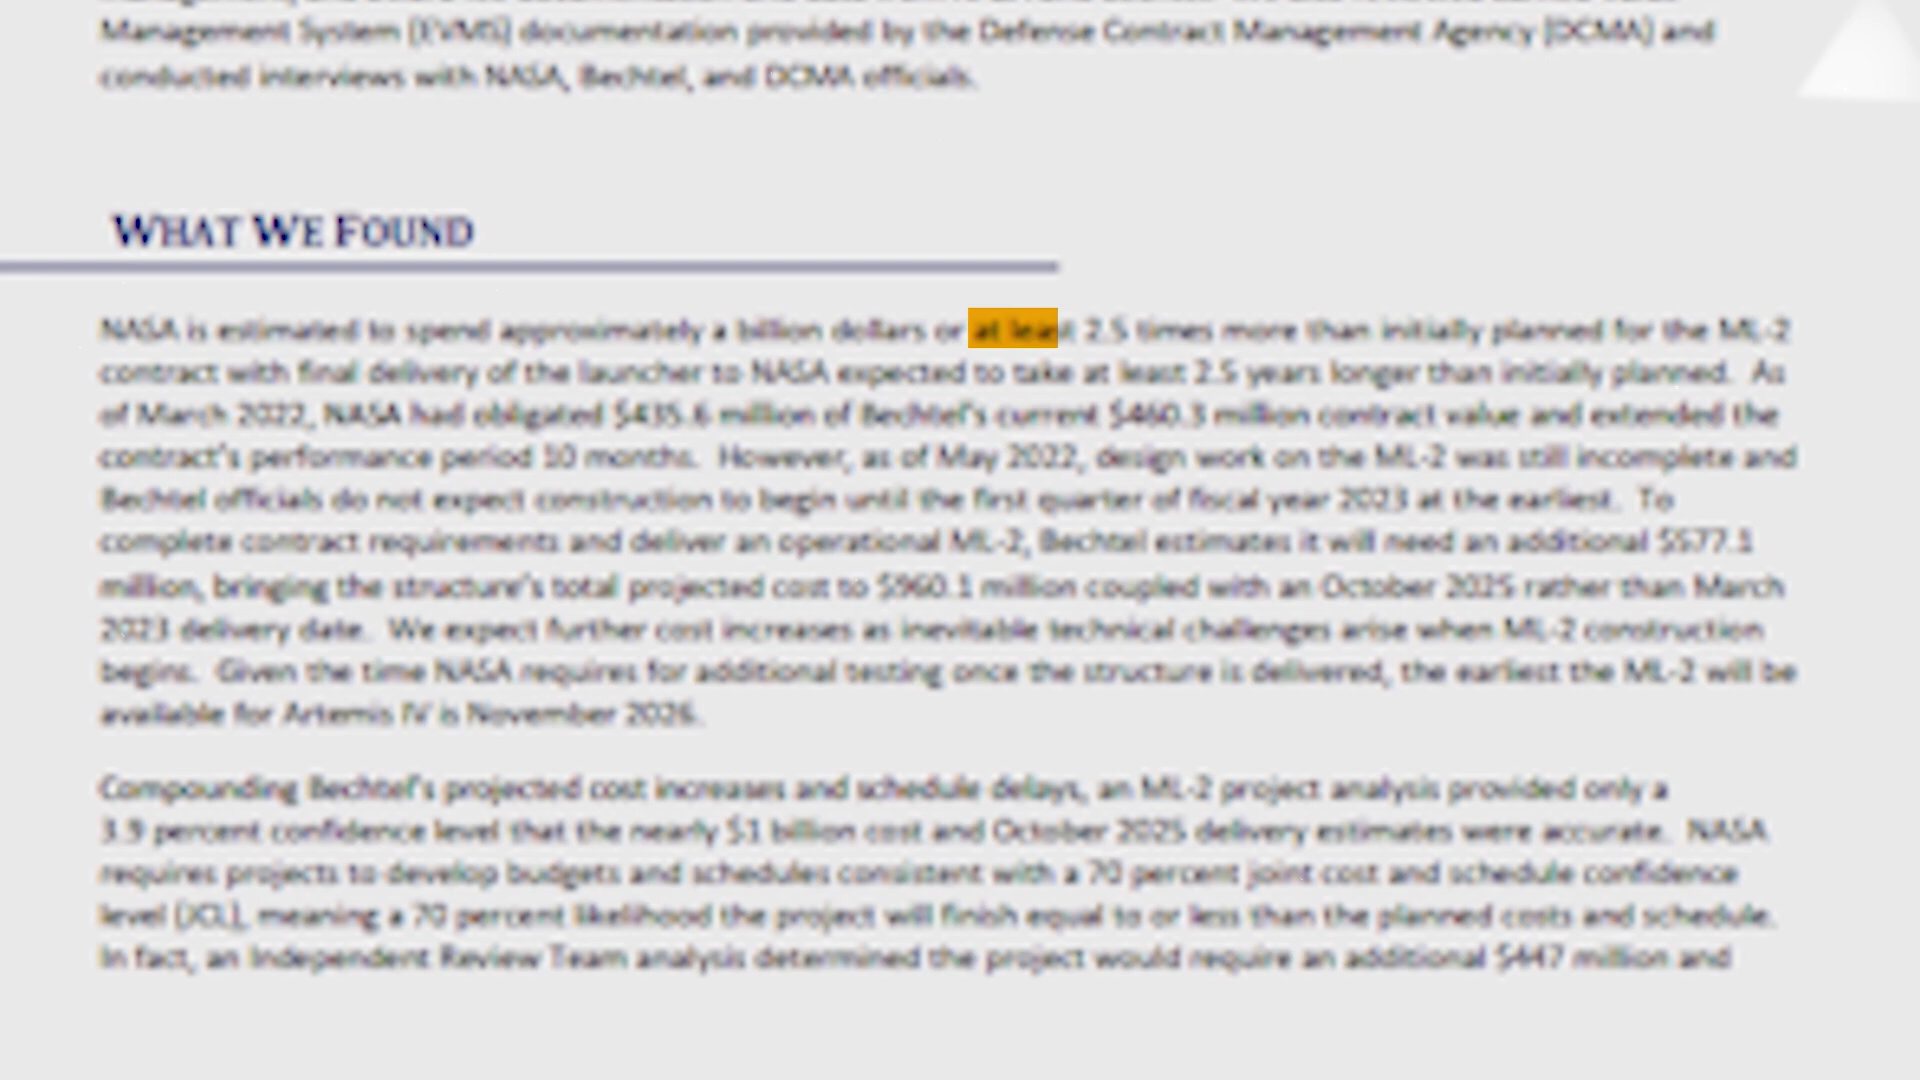 Management System (EVMS) documentation provided by the Defense Contract Management Agency (DCMA) and
conducted interviews with NASA, Bechtel, and DCMA officials.
WHAT WE FOUND
NASA is estimated to spend approximately a billion dollars or at least 2.5 times more than initially planned for the ML-2
contract with final delivery of the launcher to NASA expected to take at least 2.5 years longer than initially planned. As
of March 2022, NASA had obligated $435.6 million of Bechtel's current $460.3 million contract value and extended the
contract's performance period 10 months. However, as of May 2022, design work on the ML-2 was still incomplete and
Bechtel officials do not expect construction to begin until the first quarter of fiscal year 2023 at the earliest. To
complete contract requirements and deliver an operational ML-2, Bechtel estimates it will need an additional $577.1
million, bringing the structure's total projected cost to $960.1 million coupled with an October 2025 rather than March
2023 delivery date. We expect further cost increases as inevitable technical challenges arise when ML-2 construction
begins. Given the time NASA requires for additional testing once the structure is delivered, the earliest the ML-2 will be
available for Artemis IV is November 2026.
Compounding Bechtel's projected cost increases and schedule delays, an ML-2 project analysis provided only a
3.9 percent confidence level that the nearly $1 billion cost and October 2025 delivery estimates were accurate. NASA
requires projects to develop budgets and schedules consistent with a 70 percent joint cost and schedule confidence
level (JCL), meaning a 70 percent likelihood the project will finish equal to or less than the planned costs and schedule.
In fact, an Independent Review Team analysis determined the project would require an additional $447 million and